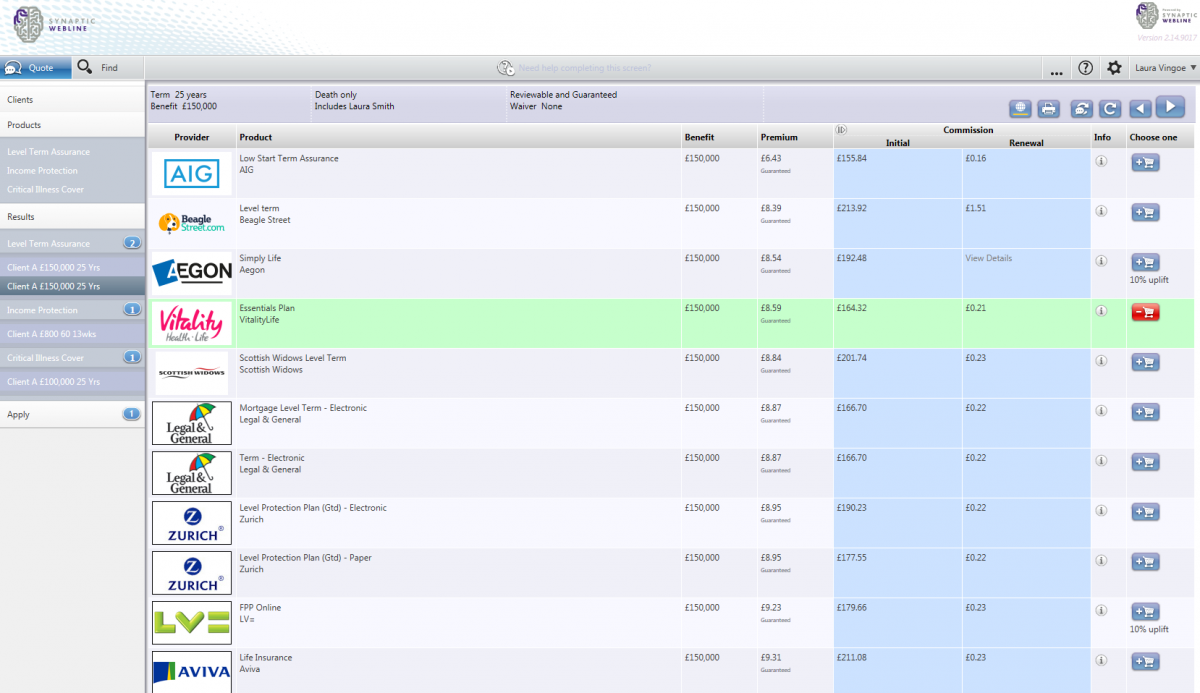 SYNAPTIC
WEBLINE
Powered by
SYNAPTIC
WEBLINE
Version 2.14.9017
Quote
Find
Need help completing this screen?
...
Laura Vingoe
Clients
Products
Level Term Assurance
Income Protection
Critical Illness Cover
Results
Level Term Assurance 2
Client A £150,000 25 Yrs
Client A £150,000 25 Yrs
Income Protection 1
Client A £800 60 13wks
Critical Illness Cover 1
Client A £100,000 25 Yrs
Apply 1
Term 25 years
Benefit £150,000
Death only
Includes Laura Smith
Reviewable and Guaranteed
Waiver None
Provider Product Benefit Premium Commission Info Choose one
Initial Renewal
AIG
Low Start Term Assurance £150,000 £6.43 £155.84 £0.16
AIG Guaranteed
Beagle
Street.com
Level term £150,000 £8.39 £213.92 £1.51
Beagle Street Guaranteed
AEGON
Simply Life £150,000 £8.54 £192.48 View Details
Aegon Guaranteed
10% uplift
Vitality
Health · Life
Essentials Plan £150,000 £8.59 £164.32 £0.21
VitalityLife Guaranteed
SCOTTISH WIDOWS
Scottish Widows Level Term £150,000 £8.84 £201.74 £0.23
Scottish Widows Guaranteed
Legal &
General
Mortgage Level Term - Electronic £150,000 £8.87 £166.70 £0.22
Legal & General Guaranteed
Legal &
General
Term - Electronic £150,000 £8.87 £166.70 £0.22
Legal & General Guaranteed
ZURICH®
Level Protection Plan (Gtd) - Electronic £150,000 £8.95 £190.23 £0.22
Zurich Guaranteed
ZURICH®
Level Protection Plan (Gtd) - Paper £150,000 £8.95 £177.55 £0.22
Zurich Guaranteed
LV=
FPP Online £150,000 £9.23 £179.66 £0.23
LV= Guaranteed
10% uplift
AVIVA
Life Insurance £150,000 £9.31 £211.08 £0.23
Aviva Guaranteed